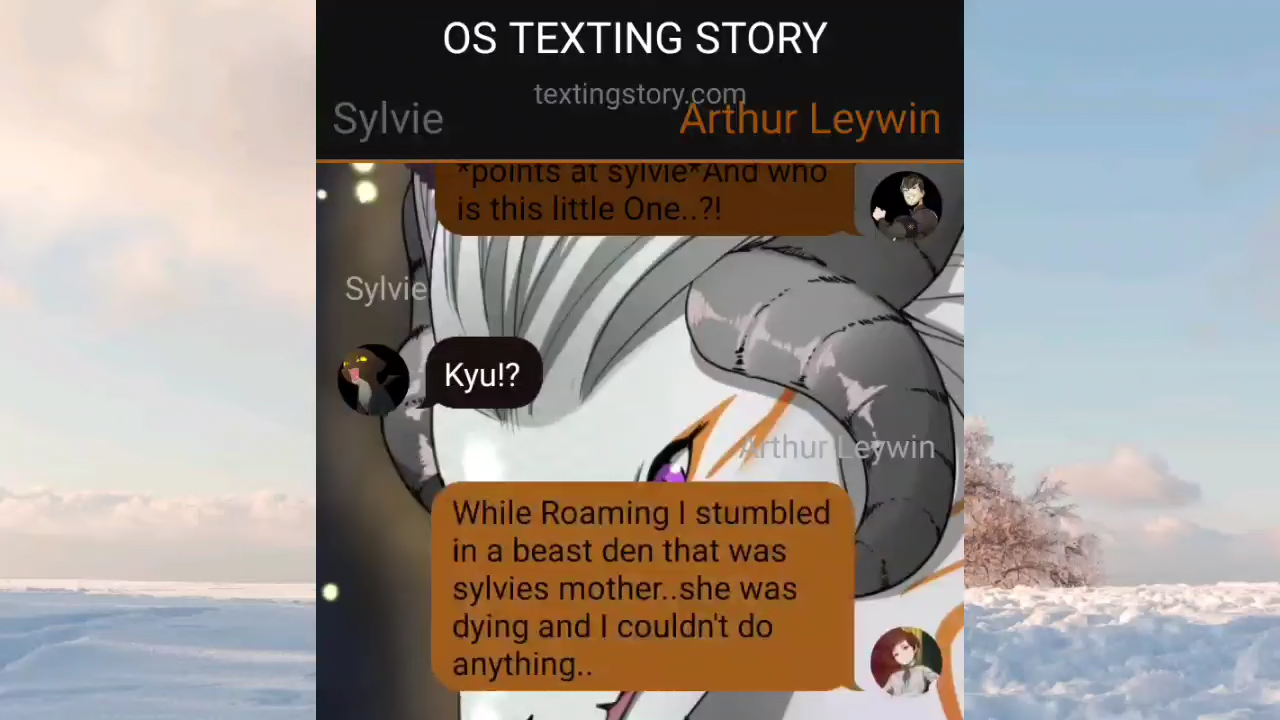 OS TEXTING STORY
textingstory.com
Sylvie
Arthur Leywin
*points at sylvie*And who
is this little One..?!
Sylvie
Kyu!?
Arthur Leywin
While Roaming I stumbled
in a beast den that was
sylvies mother..she was
dying and I couldn't do
anything..